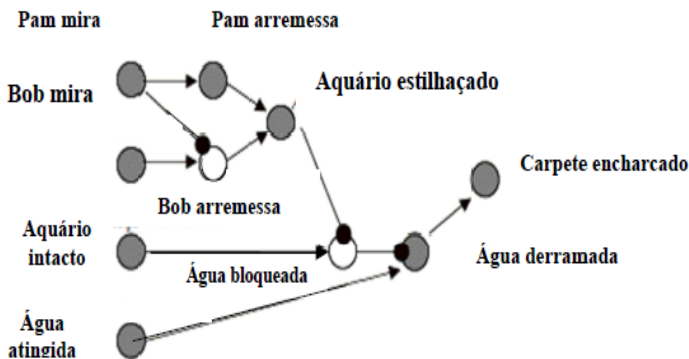 Pam mira
Pam arremessa
Bob mira
Aquário estilhaçado
Carpete encharcado
Bob arremessa
Aquário
intacto
Água bloqueada
Água derramada
Água
atingida